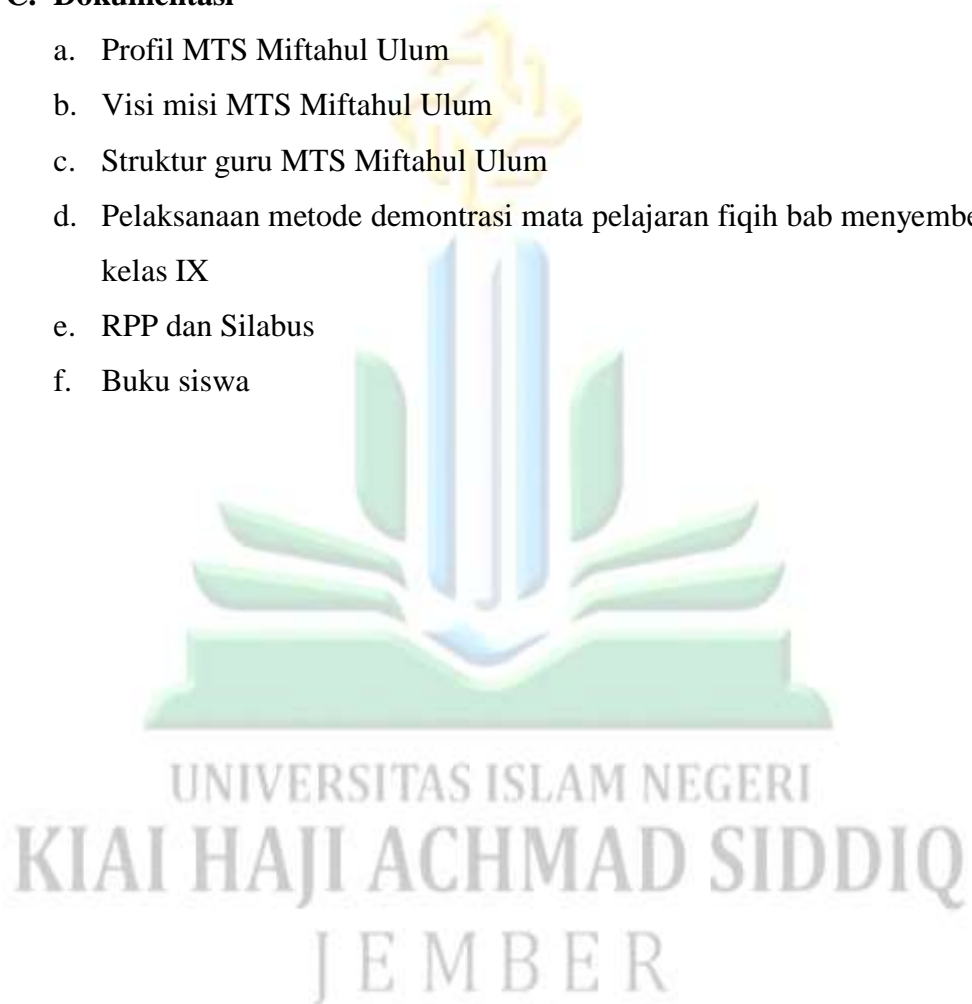 C. Dokumentasi
a. Profil MTS Miftahul Ulum
b. Visi misi MTS Miftahul Ulum
c. Struktur guru MTS Miftahul Ulum
d. Pelaksanaan metode demontrasi mata pelajaran fiqih bab
kelas IX
e. RPP dan Silabus
f. Buku siswa
UNIVERSITAS ISLAM NEGERI
KIAI HAJI ACHMAD SIDDIQ
JEMBER